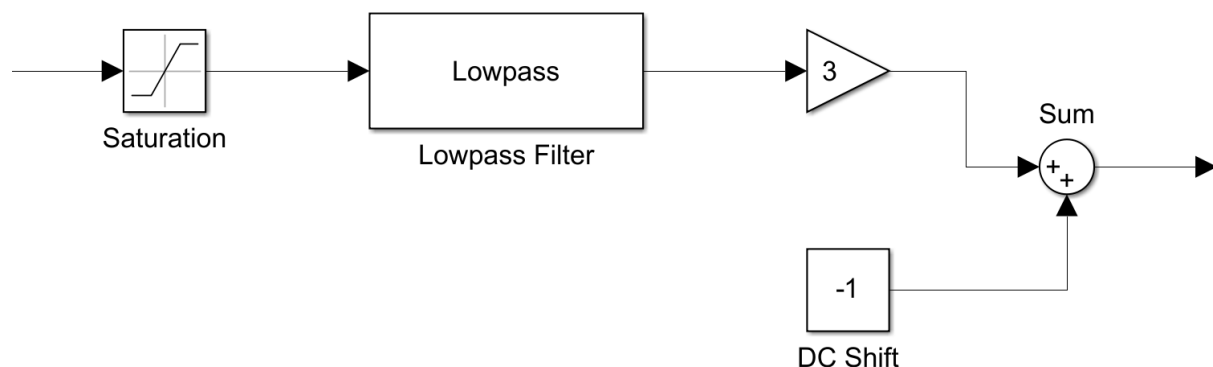 Saturation
Lowpass
Lowpass Filter
3
Sum
+
+
-1
DC Shift